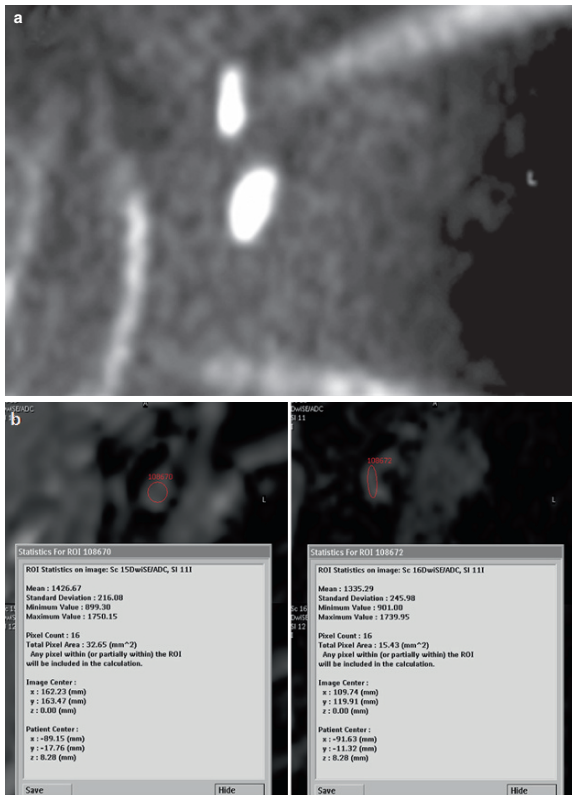 a
L
b
DwiSE/ADC
108670
L
Statistics For ROI 108670
ROI Statistics on image: Sc 15DwiSE/ADC, SI 11I
Mean : 1426.67
Standard Deviation : 216.08
Minimum Value : 899.30
Maximum Value : 1750.15
Pixel Count : 16
Total Pixel Area : 32.65 (mm^2)
Any pixel within (or partially within) the ROI
will be included in the calculation.
Image Center :
x : 162.23 (mm)
y : 163.47 (mm)
z : 0.00 (mm)
Patient Center :
x : -89.15 (mm)
y : -17.76 (mm)
z : 8.28 (mm)
Save Hide
DwiSE/ADC
SI 11
A
108672
L
Statistics For ROI 108672
ROI Statistics on image: Sc 16DwiSE/ADC, SI 11I
Mean : 1335.29
Standard Deviation : 245.98
Minimum Value : 901.00
Maximum Value : 1739.95
Pixel Count : 16
Total Pixel Area : 15.43 (mm^2)
Any pixel within (or partially within) the ROI
will be included in the calculation.
Image Center :
x : 109.74 (mm)
y : 119.91 (mm)
z : 0.00 (mm)
Patient Center :
x : -91.63 (mm)
y : -11.32 (mm)
z : 8.28 (mm)
Save Hide